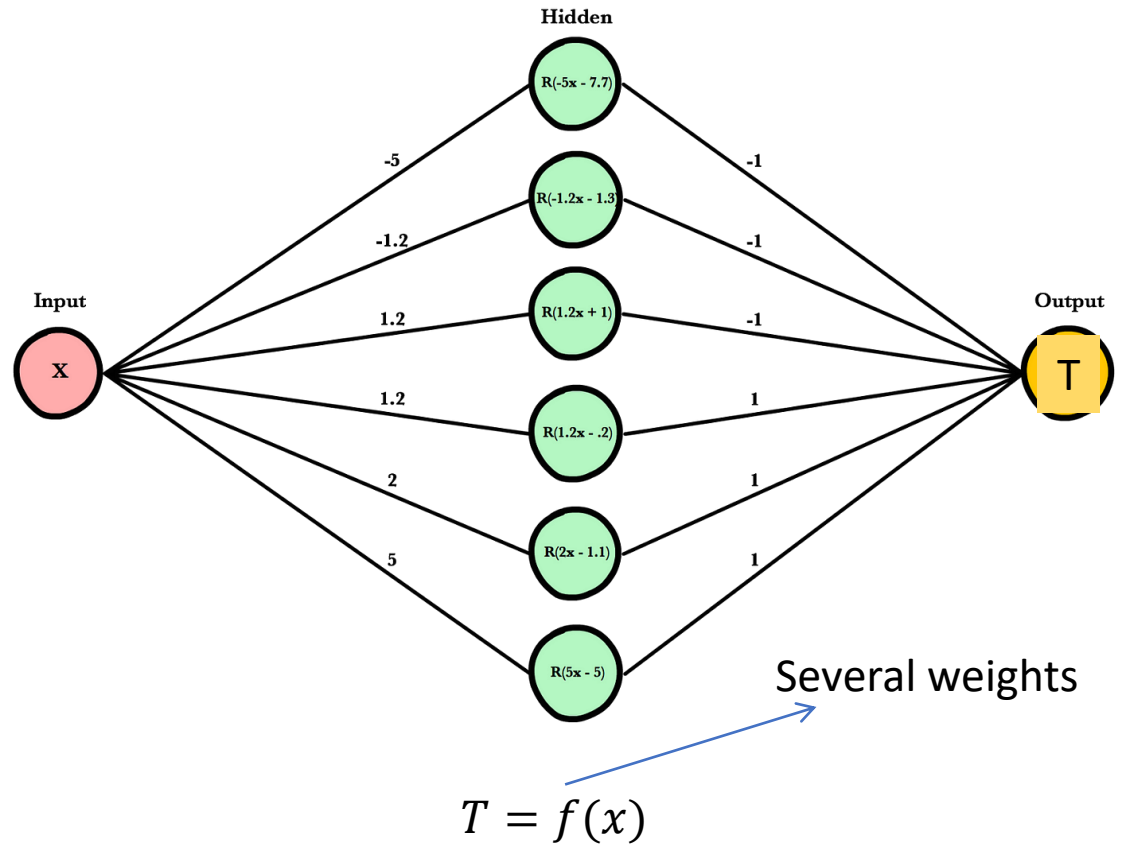 Hidden
R(-5x - 7.7)
-5
-1
R(-1.2x - 1.3)
-1.2
-1
Input
Output
R(1.2x + 1)
1.2
-1
X
T
1.2
1
R(1.2x - .2)
2
1
R(2x - 1.1)
5
1
R(5x - 5)
Several weights
T = f(x)